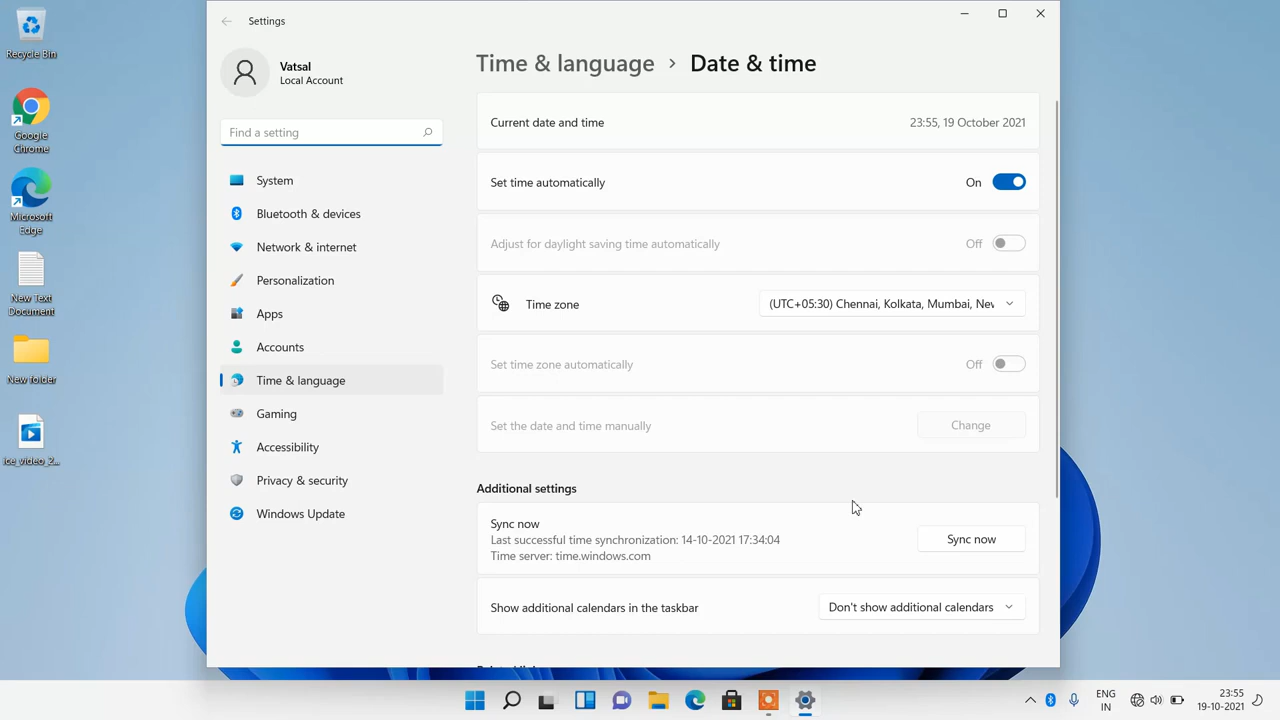 Recycle Bin
Google
Chrome
Microsoft
Edge
New Text
Document
New folder
ice_video_2...
Settings
Vatsal
Local Account
Find a setting
System
Bluetooth & devices
Network & internet
Personalization
Apps
Accounts
Time & language
Gaming
Accessibility
Privacy & security
Windows Update
Time & language > Date & time
Current date and time 23:55, 19 October 2021
Set time automatically On
Adjust for daylight saving time automatically Off
Time zone (UTC+05:30) Chennai, Kolkata, Mumbai, Nev
Set time zone automatically Off
Set the date and time manually Change
Additional settings
Sync now
Last successful time synchronization: 14-10-2021 17:34:04
Time server: time.windows.com
Sync now
Show additional calendars in the taskbar Don't show additional calendars
ENG
IN
23:55
19-10-2021